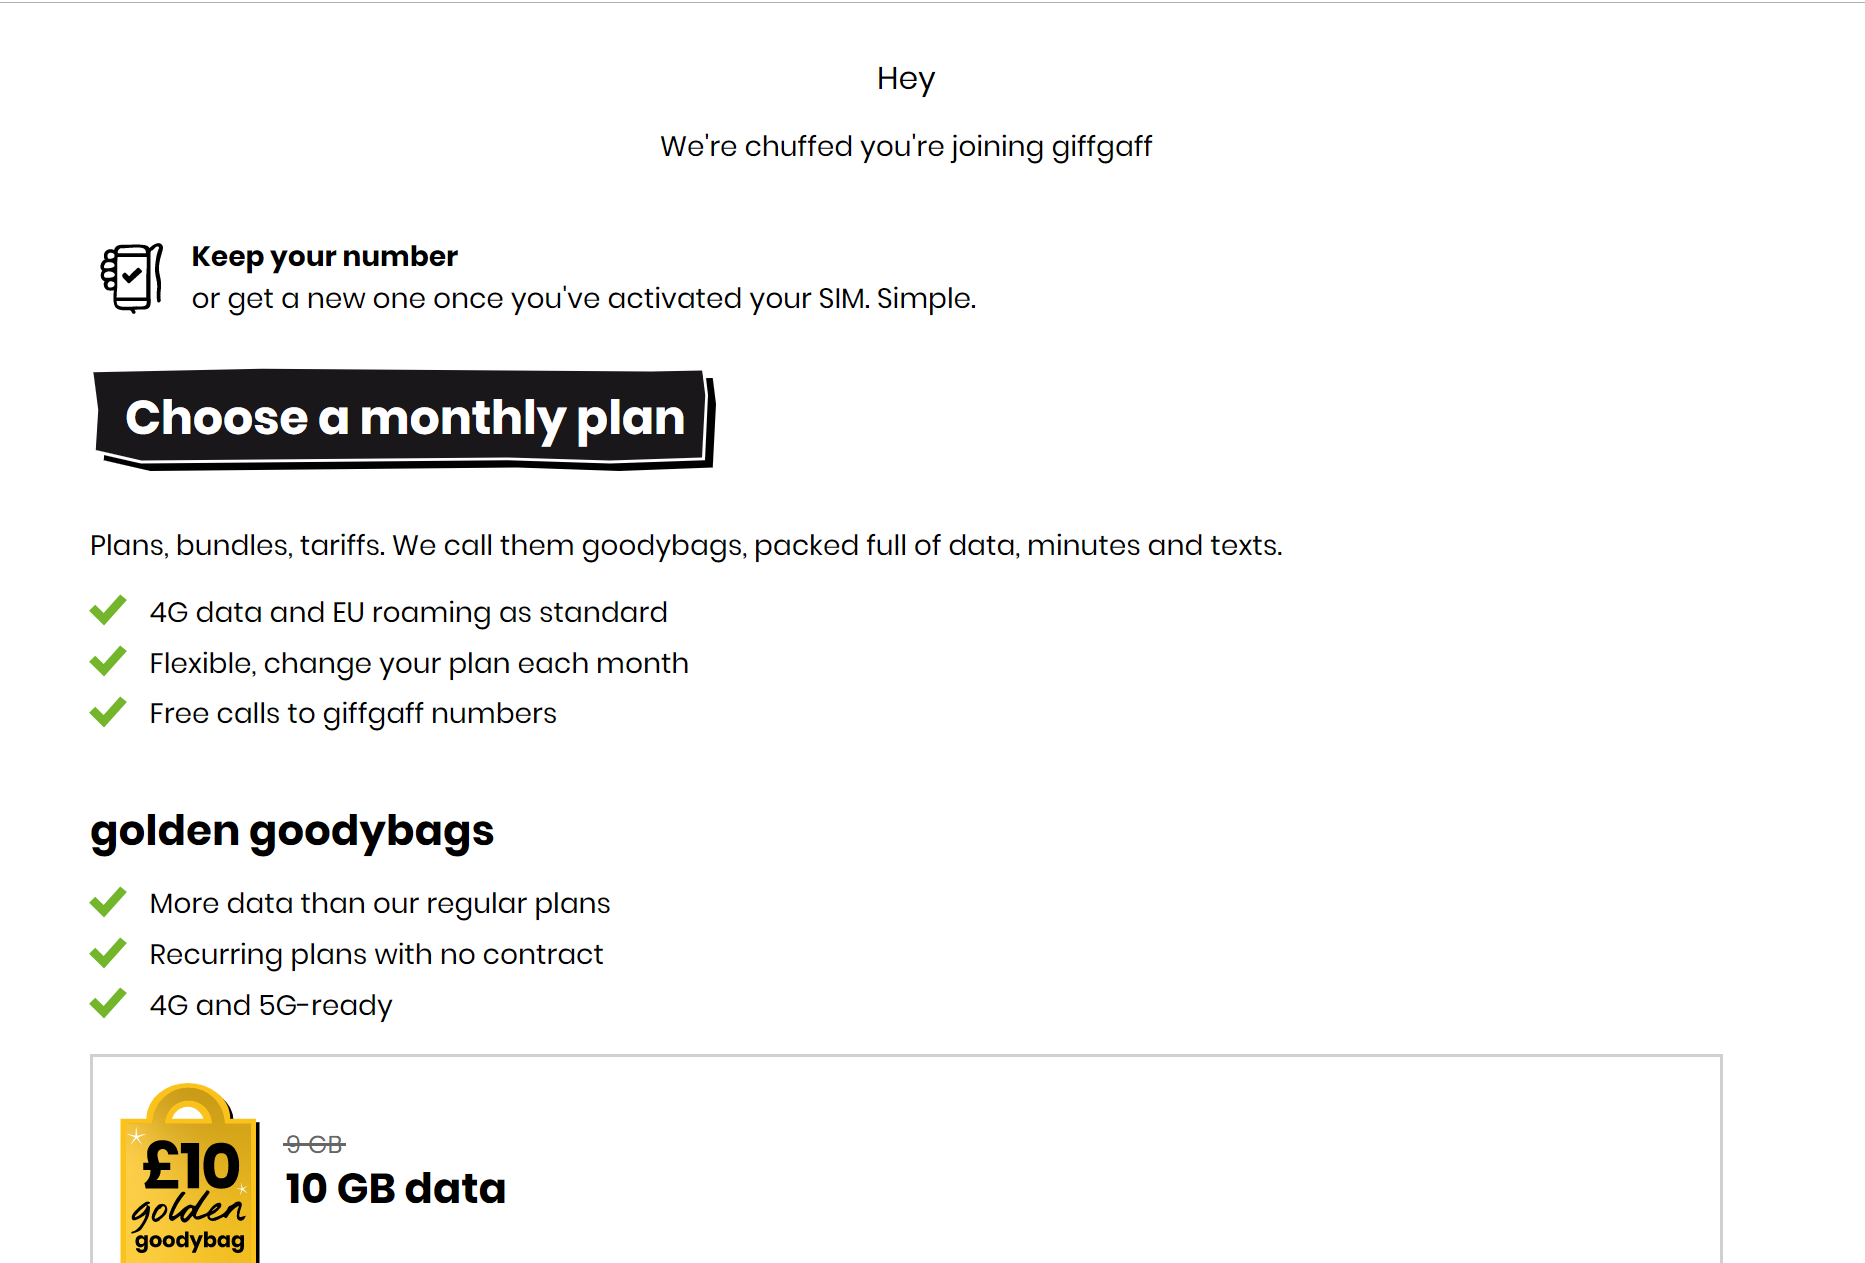 Hey
We're chuffed you're joining giffgaff
Keep your number
or get a new one once you've activated your SIM. Simple.
Choose a monthly plan
Plans, bundles, tariffs. We call them goodybags, packed full of data, minutes and texts.
4G data and EU roaming as standard
Flexible, change your plan each month
Free calls to giffgaff numbers
golden goodybags
More data than our regular plans
Recurring plans with no contract
4G and 5G-ready
£10
golden
goodybag
9 GB
10 GB data